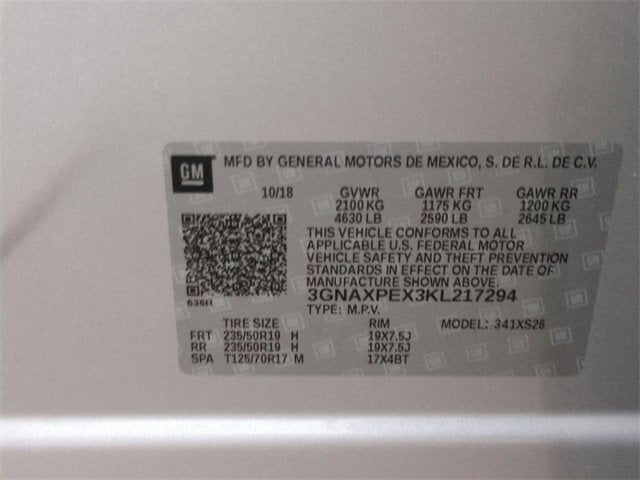 GM MFD BY GENERAL MOTORS DE MEXICO, S. DE R.L. DE C.V.
10/18 GVWR GAWR FRT GAWR RR
2100 KG 1175 KG 1200 KG
4630 LB 2590 LB 2645 LB
THIS VEHICLE CONFORMS TO ALL
APPLICABLE U.S. FEDERAL MOTOR
VEHICLE SAFETY AND THEFT PREVENTION
STANDARDS IN EFFECT ON THE DATE OF
MANUFACTURE SHOWN ABOVE.
636R 3GNAXPEX3KL217294
TYPE: M.P.V.
TIRE SIZE RIM MODEL: 341XS26
FRT 235/50R19 H 19X7.5J
RR 235/50R19 H 19X7.5J
SPA T125/70R17 M 17X4BT